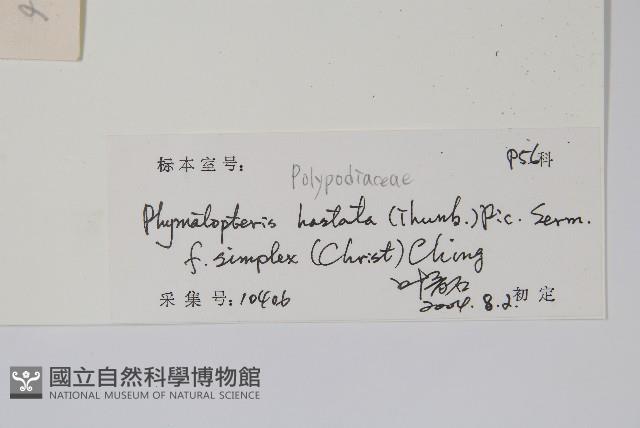 标本室号: P56科
Polypodiaceae
Phymatopteris hastata (Thunb.) Pic. Serm.
f. simplex (Christ) Ching
采集号: 10406 2004. 8. 2. 初定
國立自然科學博物館
NATIONAL MUSEUM OF NATURAL SCIENCE